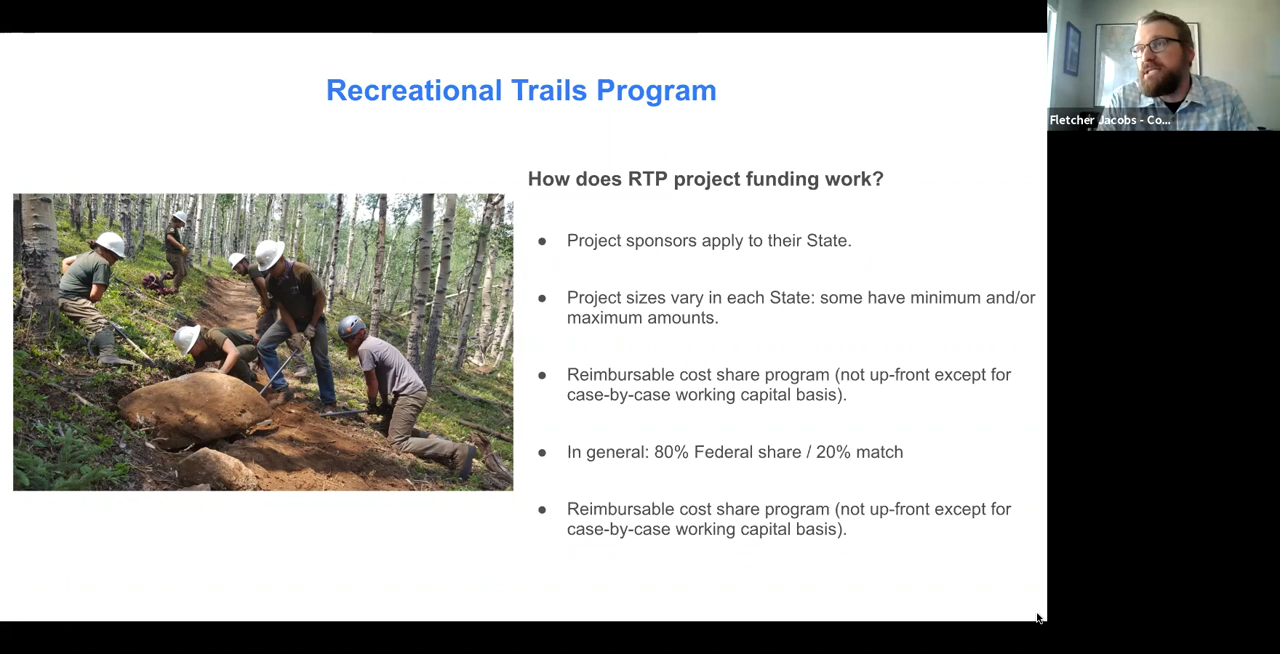 Recreational Trails Program
Fletcher Jacobs - Co...
How does RTP project funding work?
● Project sponsors apply to their State.
● Project sizes vary in each State: some have minimum and/or
maximum amounts.
● Reimbursable cost share program (not up-front except for
case-by-case working capital basis).
● In general: 80% Federal share / 20% match
● Reimbursable cost share program (not up-front except for
case-by-case working capital basis).